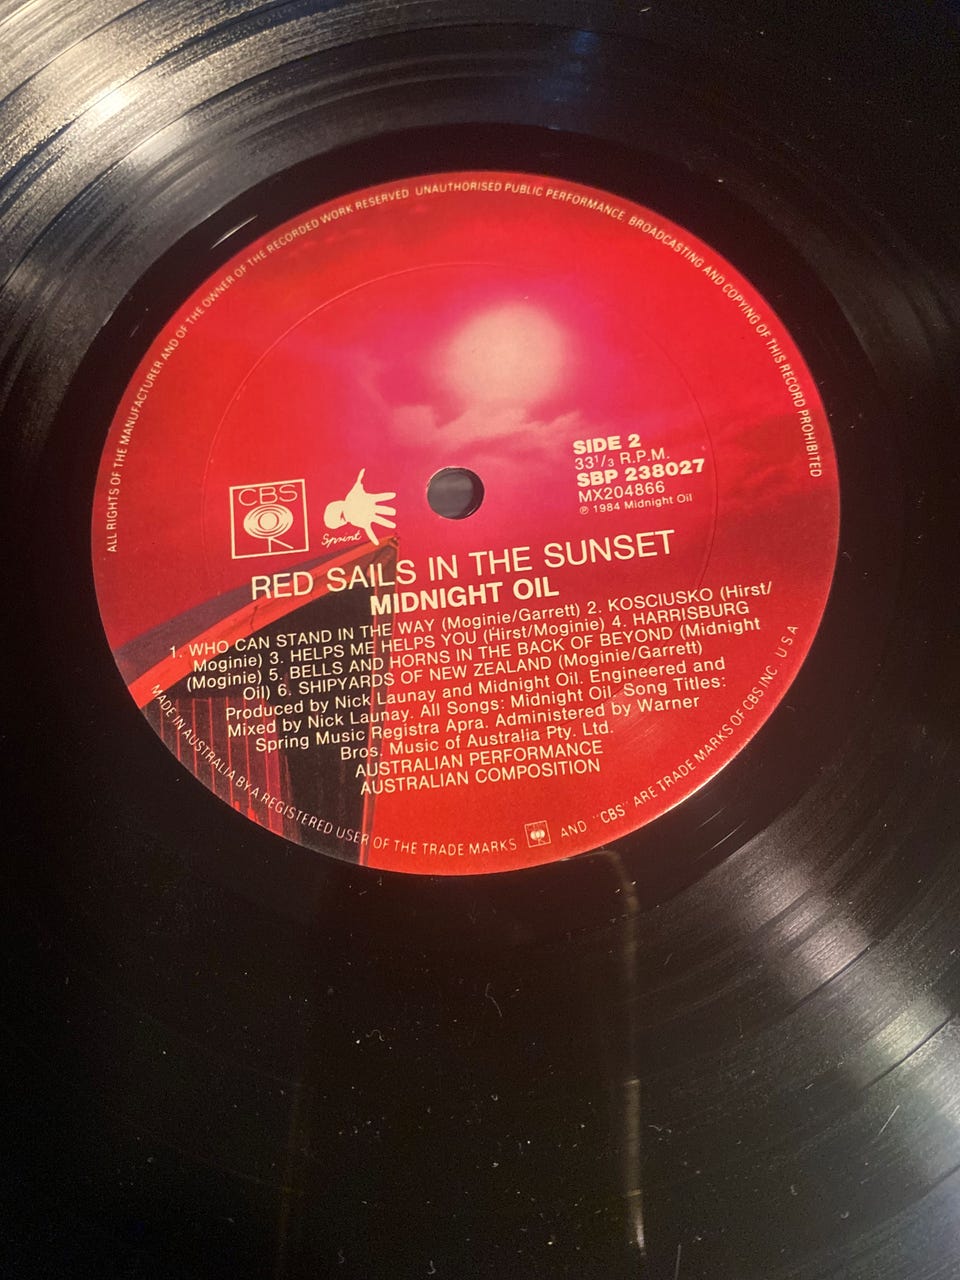 ALL RIGHTS OF THE MANUFACTURER AND OF THE OWNER OF THE RECORDED WORK RESERVED UNAUTHORISED PUBLIC PERFORMANCE, BROADCASTING AND COPYING OF THIS RECORD PROHIBITED
SIDE 2
33 1/3 R.P.M.
SBP 238027
MX204866
℗ 1984 Midnight Oil
CBS
Sprint
RED SAILS IN THE SUNSET
MIDNIGHT OIL
1. WHO CAN STAND IN THE WAY (Moginie/Garrett) 2. KOSCIUSKO (Hirst/
Moginie) 3. HELPS ME HELPS YOU (Hirst/Moginie) 4. HARRISBURG
(Moginie) 5. BELLS AND HORNS IN THE BACK OF BEYOND (Midnight
Oil) 6. SHIPYARDS OF NEW ZEALAND (Moginie/Garrett)
Produced by Nick Launay and Midnight Oil. Engineered and
Mixed by Nick Launay. All Songs: Midnight Oil. Song Titles:
Spring Music Registra Apra. Administered by Warner
Bros. Music of Australia Pty. Ltd.
AUSTRALIAN PERFORMANCE
AUSTRALIAN COMPOSITION
MADE IN AUSTRALIA BY A REGISTERED USER OF THE TRADE MARKS AND "CBS" ARE TRADE MARKS OF CBS INC. U.S.A.